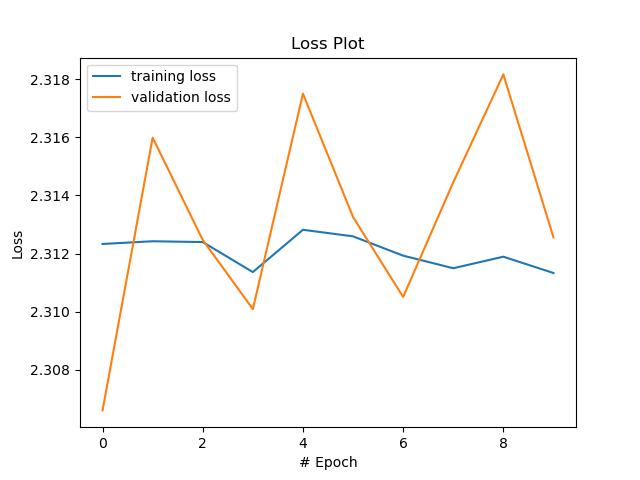 Loss Plot
training loss
validation loss
2.318
2.316
2.314
2.312
2.310
2.308
Loss
0 2 4 6 8
# Epoch